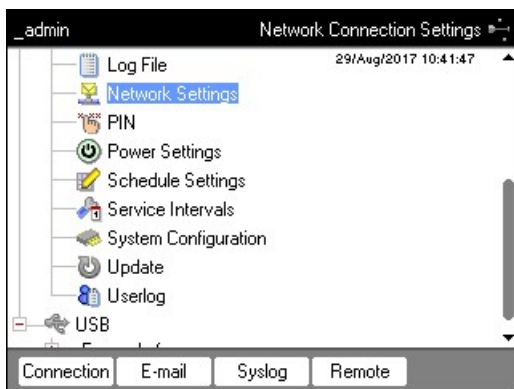 _admin Network Connection Settings
29/Aug/2017 10:41:47
Log File
Network Settings
PIN
Power Settings
Schedule Settings
Service Intervals
System Configuration
Update
Userlog
USB
Connection E-mail Syslog Remote